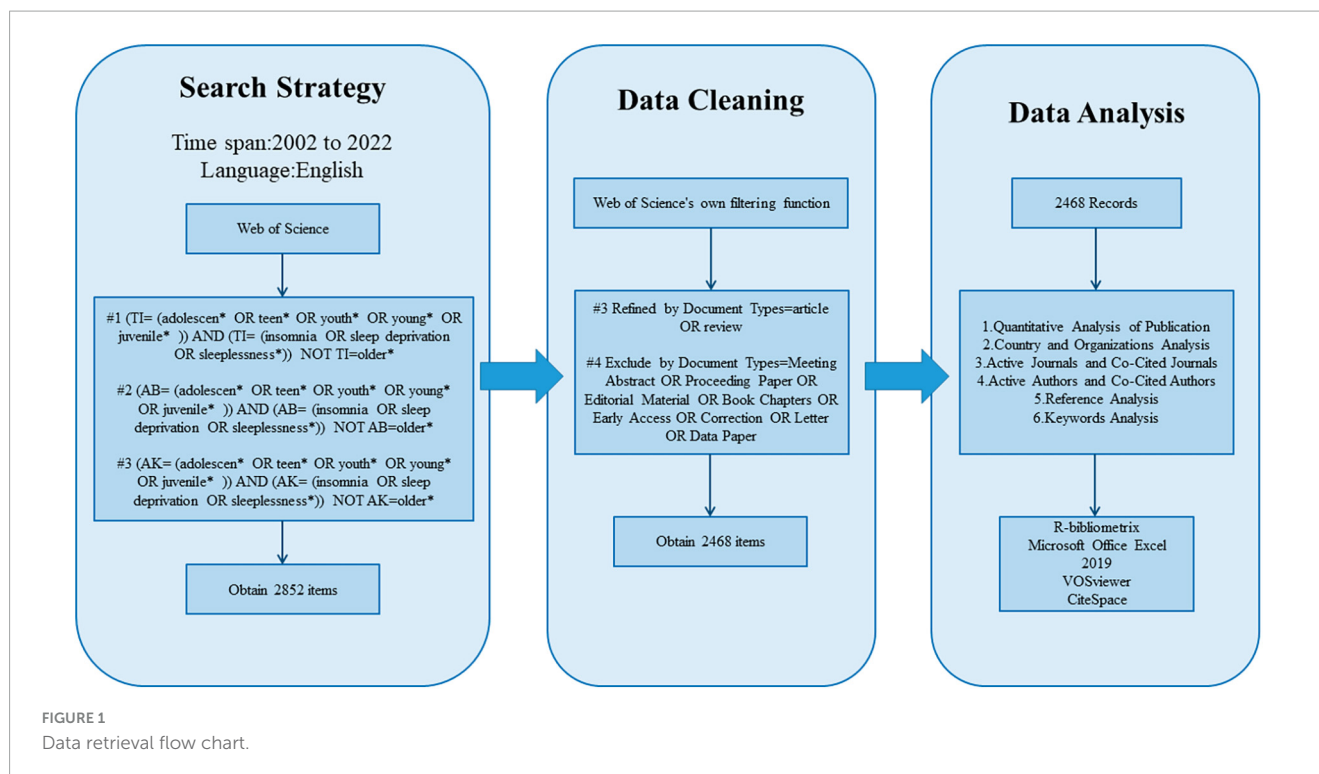 Search Strategy
Time span:2002 to 2022
Language:English
Web of Science
#1 (TI= (adolescen* OR teen* OR youth* OR young* OR
juvenile* )) AND (TI= (insomnia OR sleep deprivation
OR sleeplessness*)) NOT TI=older*
#2 (AB= (adolescen* OR teen* OR youth* OR young*
OR juvenile* )) AND (AB= (insomnia OR sleep
deprivation OR sleeplessness*)) NOT AB=older*
#3 (AK= (adolescen* OR teen* OR youth* OR young*
OR juvenile* )) AND (AK= (insomnia OR sleep
deprivation OR sleeplessness*)) NOT AK=older*
Obtain 2852 items
Data Cleaning
Web of Science's own filtering function
#3 Refined by Document Types=article
OR review
#4 Exclude by Document Types=Meeting
Abstract OR Proceeding Paper OR
Editorial Material OR Book Chapters OR
Early Access OR Correction OR Letter
OR Data Paper
Obtain 2468 items
Data Analysis
2468 Records
1.Quantitative Analysis of Publication
2.Country and Organizations Analysis
3.Active Journals and Co-Cited Journals
4.Active Authors and Co-Cited Authors
5.Reference Analysis
6.Keywords Analysis
R-bibliometrix
Microsoft Office Excel
2019
VOSviewer
CiteSpace
FIGURE 1
Data retrieval flow chart.